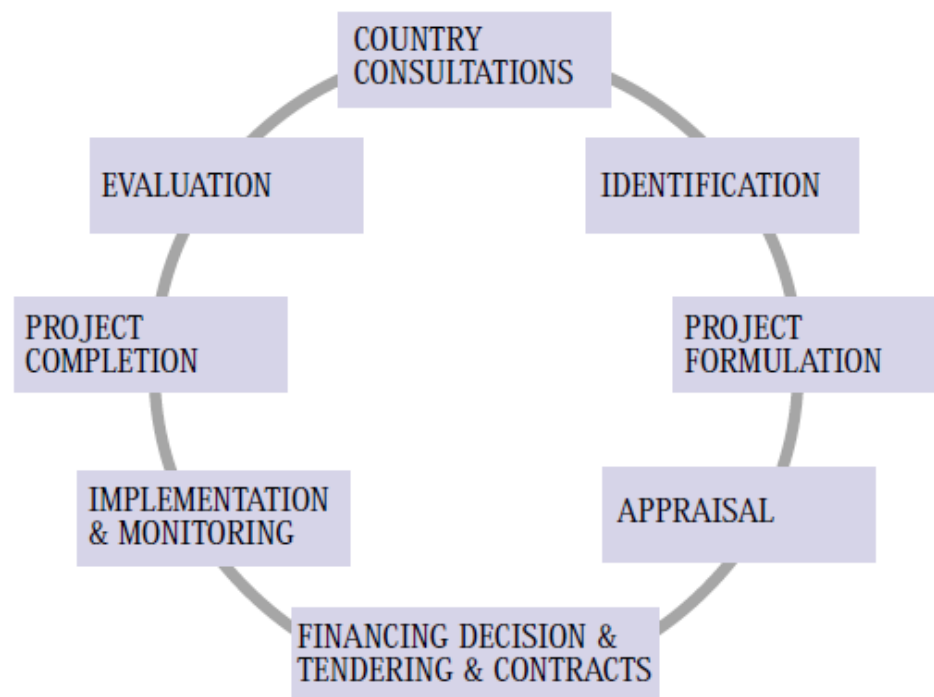 COUNTRY
CONSULTATIONS
IDENTIFICATION
PROJECT
FORMULATION
APPRAISAL
FINANCING DECISION &
TENDERING & CONTRACTS
IMPLEMENTATION
& MONITORING
PROJECT
COMPLETION
EVALUATION